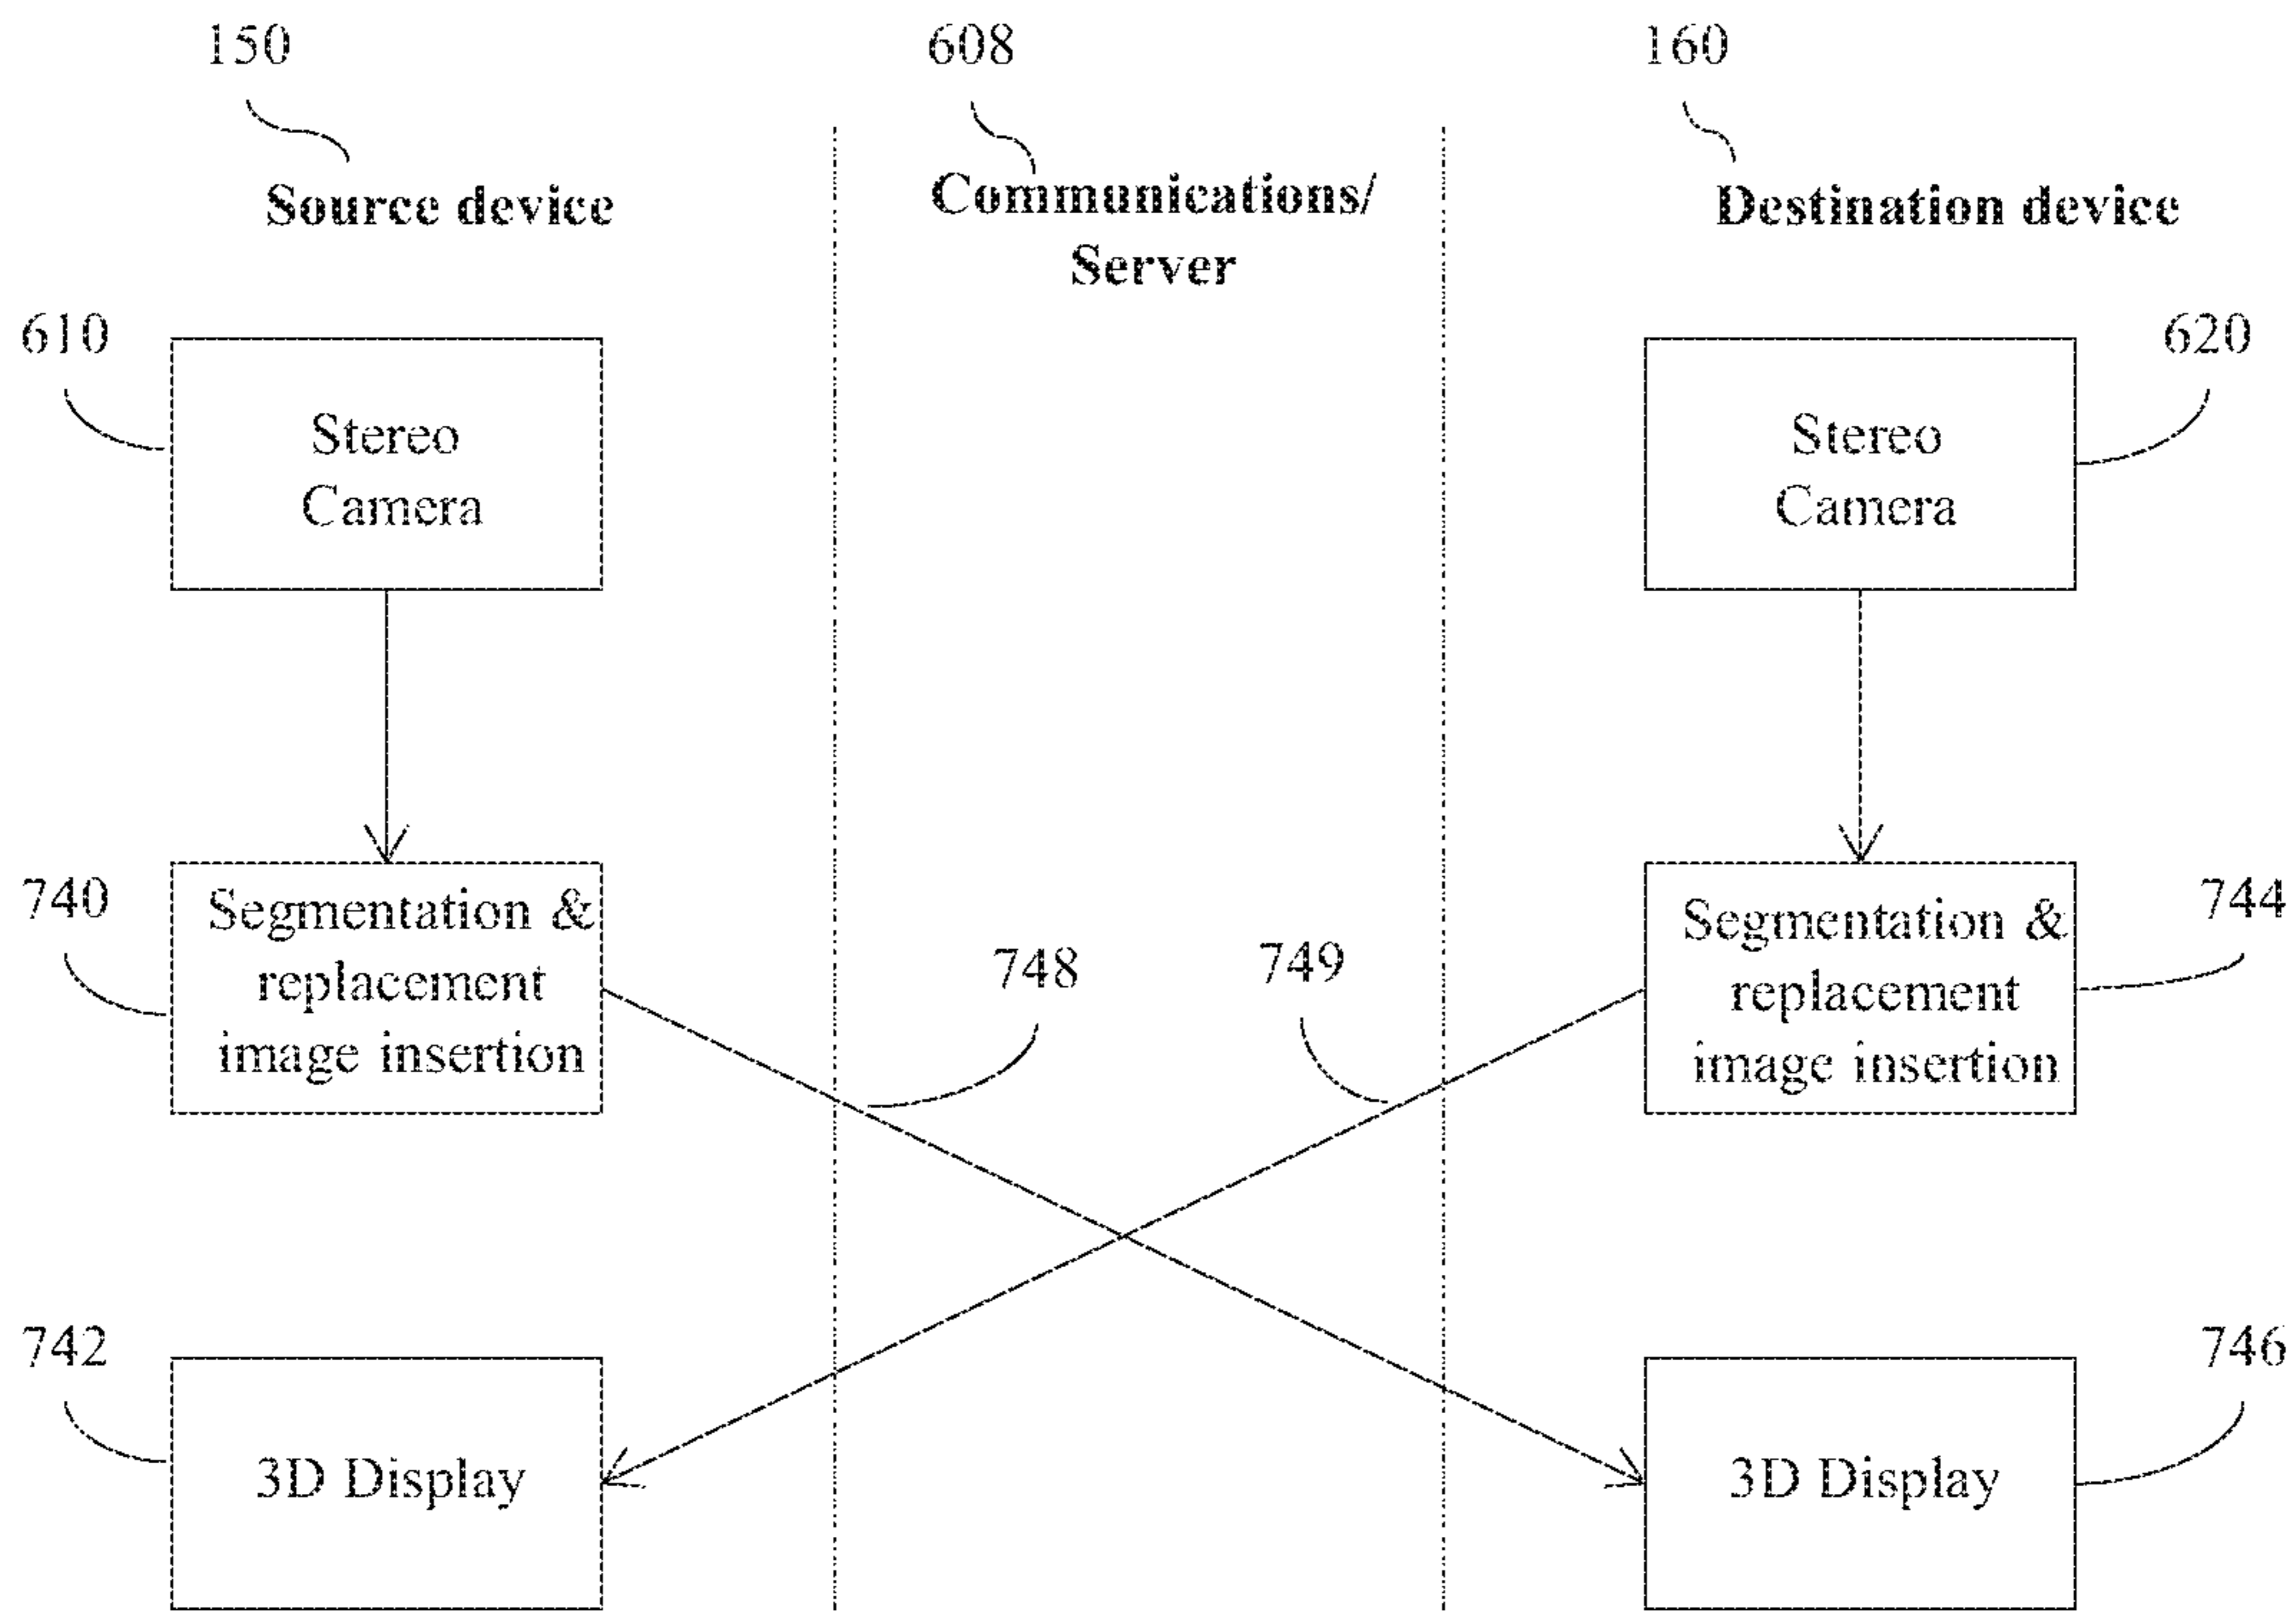 150
608
160
Source device
Communications/
Server
Destination device
610
Stereo
Camera
620
Stereo
Camera
740
Segmentation &
replacement
image insertion
748
749
744
Segmentation &
replacement
image insertion
742
3D Display
746
3D Display